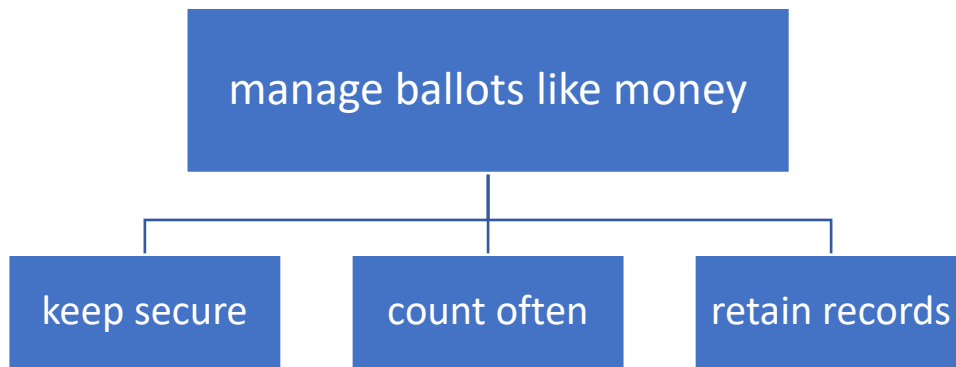 manage ballots like money
keep secure
count often
retain records